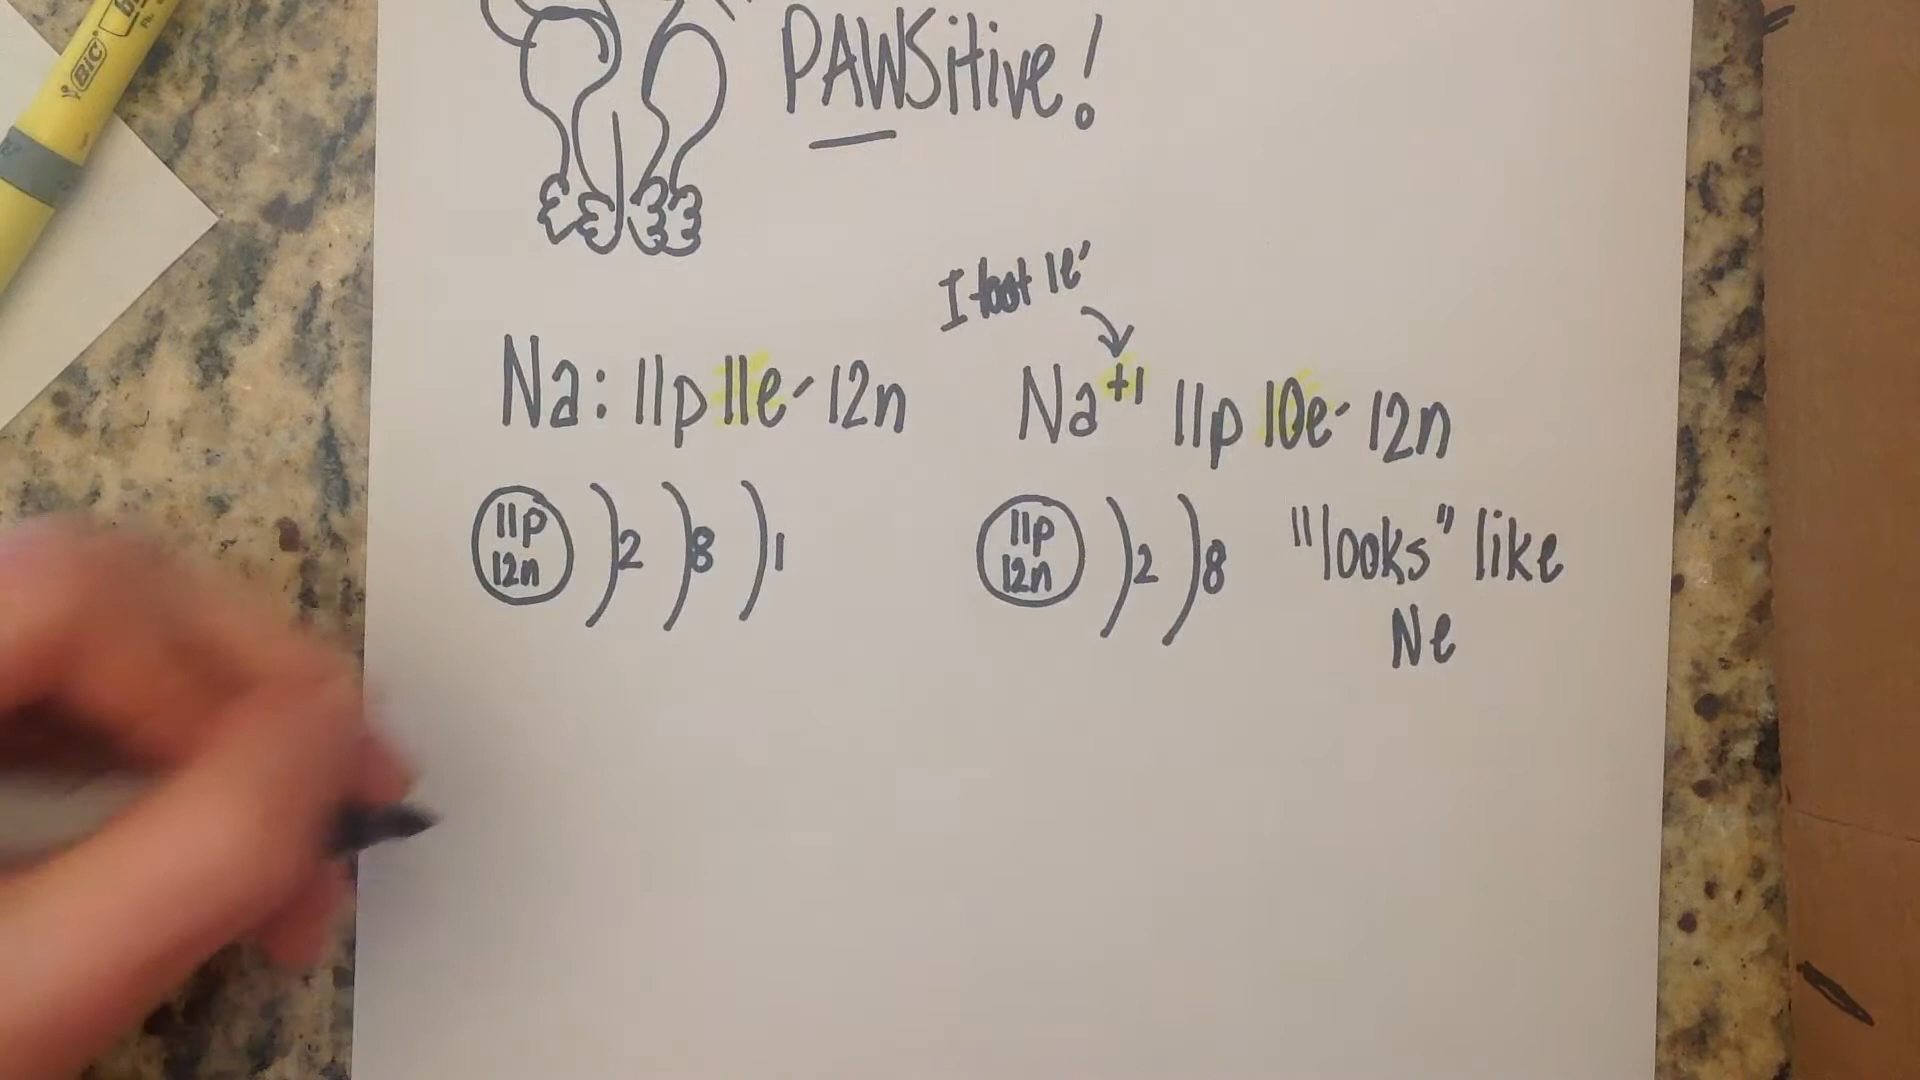 BIC
PAWSitive!
I lost 1e-
Na: 11p 11e- 12n
Na+1 11p 10e- 12n
11p
12n
2
8
1
11p
12n
2
8
"looks" like
Ne